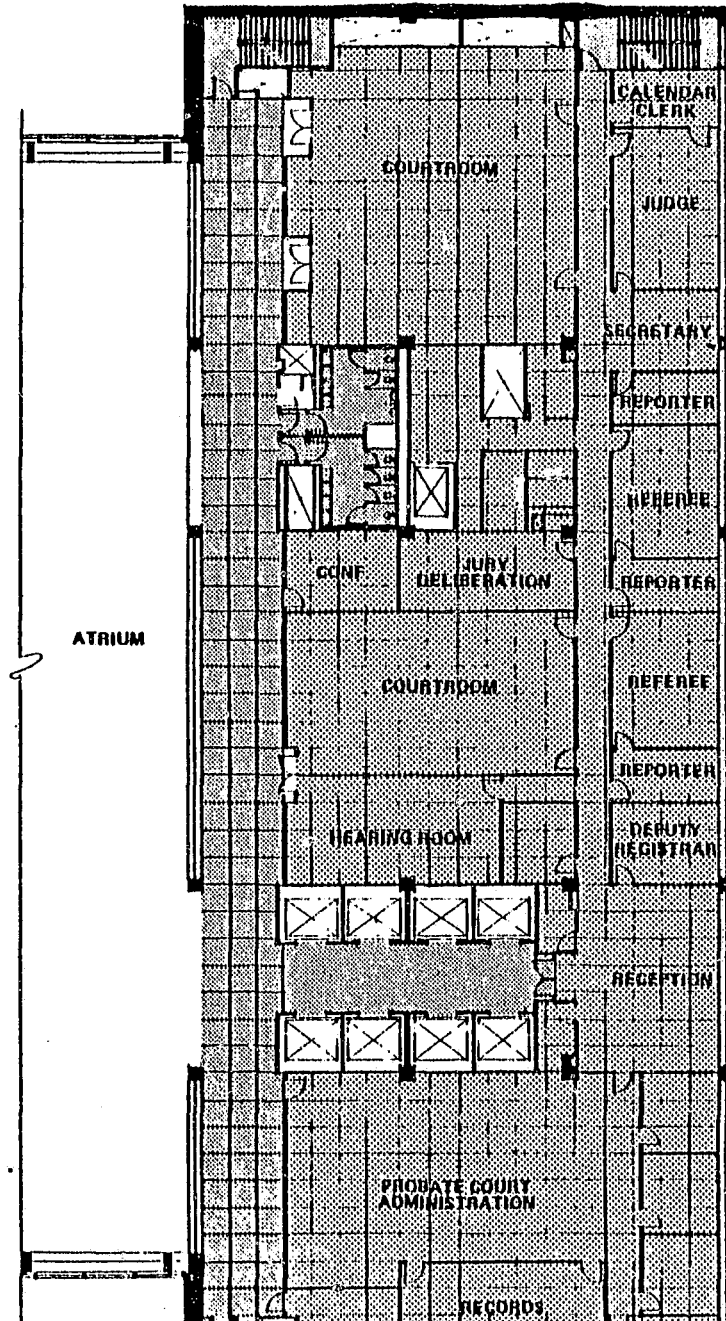 CALENDAR
CLERK
COURTROOM
JUDGE
SECRETARY
REPORTER
REFEREE
CONF
JURY
DELIBERATION
REPORTER
ATRIUM
COURTROOM
REFEREE
REPORTER
HEARING ROOM
DEPUTY
REGISTRAR
RECEPTION
PROBATE COURT
ADMINISTRATION
RECORDS